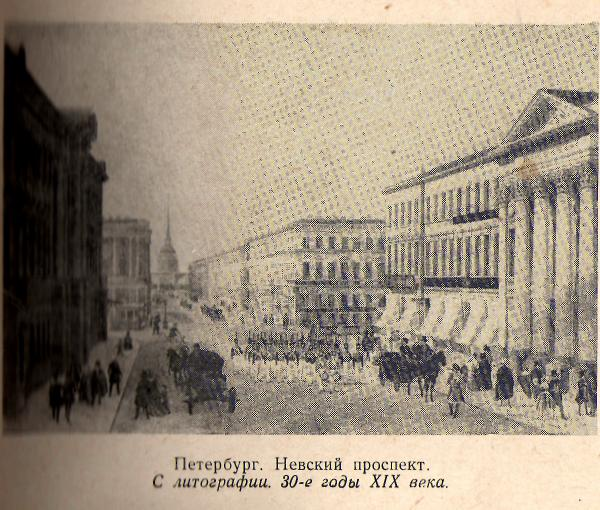 Петербург. Невский проспект.
С литографии. 30-е годы XIX века.